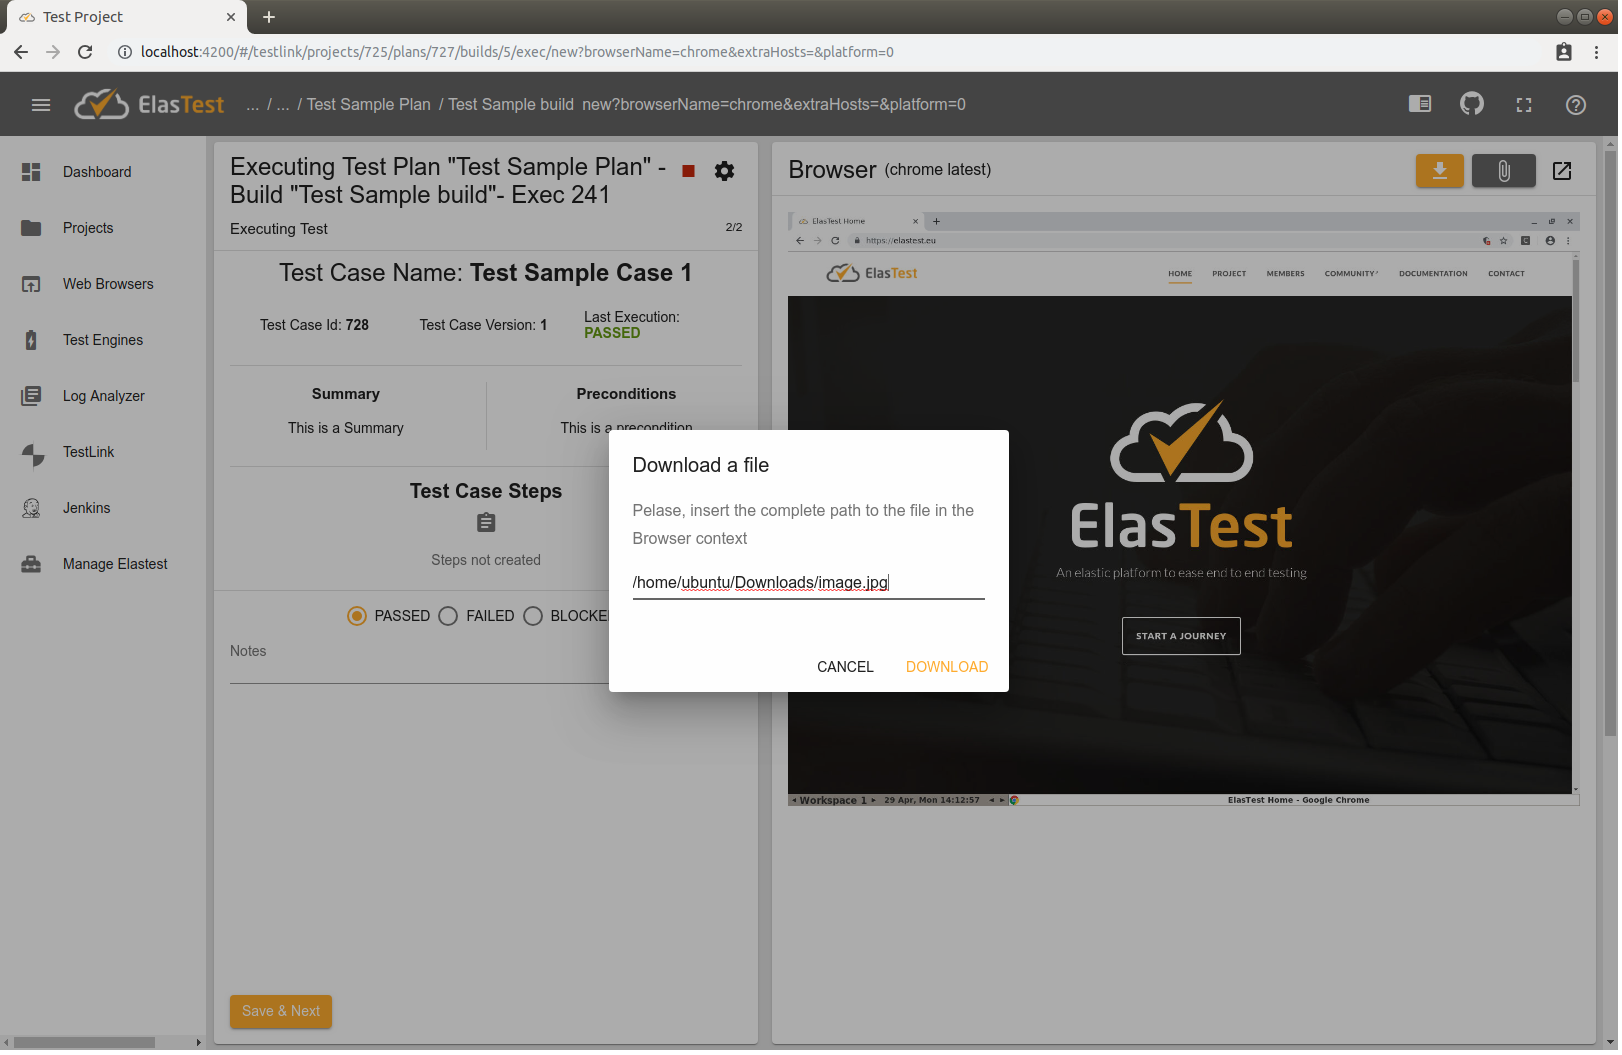 Test Project
localhost:4200/#/testlink/projects/725/plans/727/builds/5/exec/new?browserName=chrome&extraHosts=&platform=0
ElasTest
... / ... / Test Sample Plan / Test Sample build new?browserName=chrome&extraHosts=&platform=0
Dashboard
Projects
Web Browsers
Test Engines
Log Analyzer
TestLink
Jenkins
Manage Elastest
Executing Test Plan "Test Sample Plan" -
Build "Test Sample build"- Exec 241
Executing Test
2/2
Test Case Name: Test Sample Case 1
Test Case Id: 728
Test Case Version: 1
Last Execution:
PASSED
Summary
This is a Summary
Preconditions
This is a precondition
Test Case Steps
Steps not created
PASSED FAILED BLOCKE
Notes
Save & Next
Browser (chrome latest)
ElasTest Home
https://elastest.eu
ElasTest
HOME PROJECT MEMBERS COMMUNITY DOCUMENTATION CONTACT
ElasTest
An elastic platform to ease end to end testing
START A JOURNEY
Workspace 1 29 Apr, Mon 14:12:57 ElasTest Home - Google Chrome
Download a file
Pelase, insert the complete path to the file in the
Browser context
/home/ubuntu/Downloads/image.jpg
CANCEL DOWNLOAD